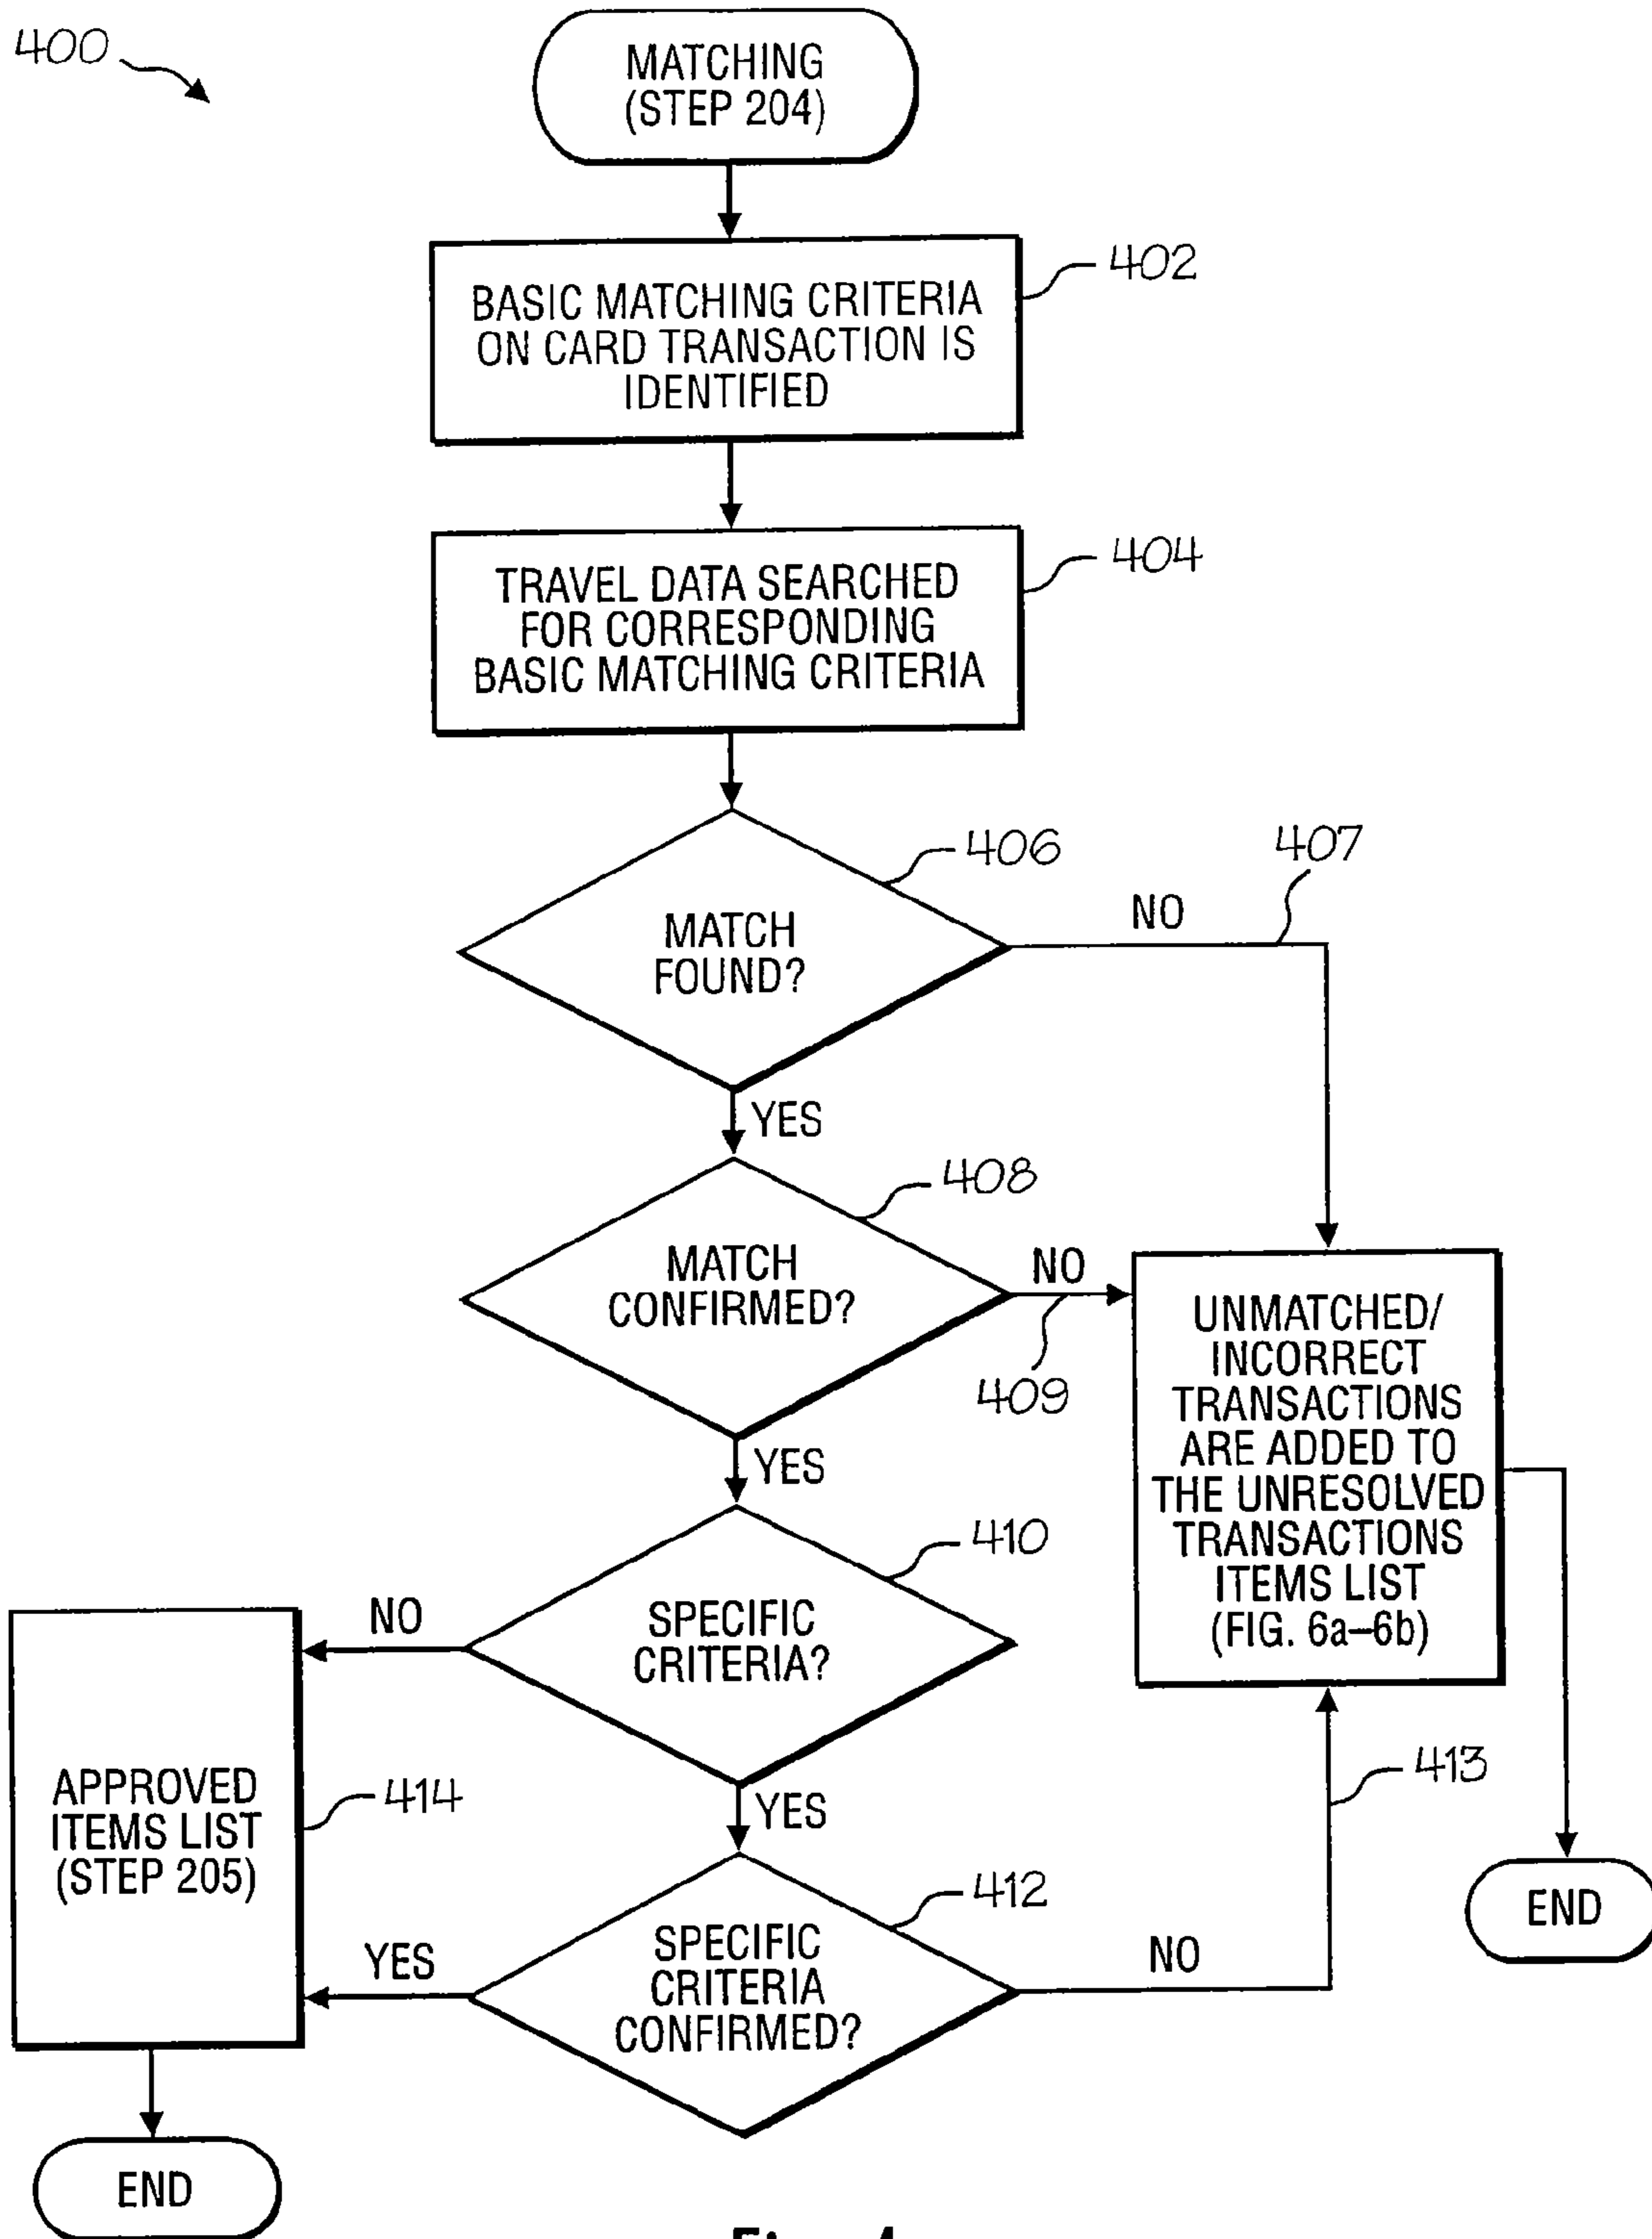 400
MATCHING
(STEP 204)
402
BASIC MATCHING CRITERIA
ON CARD TRANSACTION IS
IDENTIFIED
404
TRAVEL DATA SEARCHED
FOR CORRESPONDING
BASIC MATCHING CRITERIA
406
407
NO
MATCH
FOUND?
YES
408
MATCH
CONFIRMED?
NO
409
UNMATCHED/
INCORRECT
TRANSACTIONS
ARE ADDED TO
THE UNRESOLVED
TRANSACTIONS
ITEMS LIST
(FIG. 6a–6b)
YES
410
SPECIFIC
CRITERIA?
NO
413
APPROVED
ITEMS LIST
(STEP 205)
414
YES
412
SPECIFIC
CRITERIA
CONFIRMED?
YES
NO
END
END